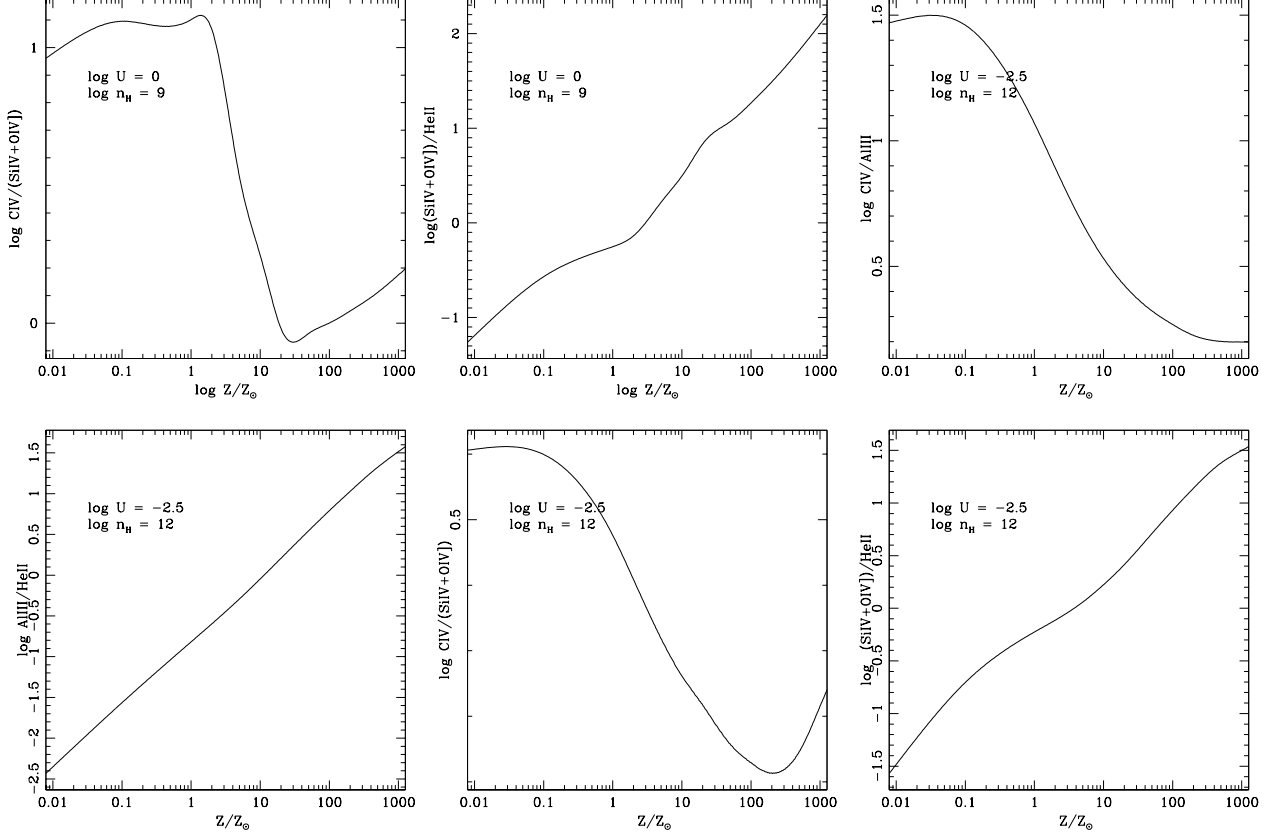 log CIV/(SiIV+OIV])
1
0
log U = 0
log n_H = 9
0.01 0.1 1 10 100 1000
log Z/Z⊙
log(SiIV+OIV])/HeII
2
1
0
−1
log U = 0
log n_H = 9
0.01 0.1 1 10 100 1000
log Z/Z⊙
log CIV/AlIII
1.5
1
0.5
log U = −2.5
log n_H = 12
0.01 0.1 1 10 100 1000
Z/Z⊙
log AlIII/HeII
1.5
1
0.5
0
−0.5
−1
−1.5
−2
−2.5
log U = −2.5
log n_H = 12
0.01 0.1 1 10 100 1000
Z/Z⊙
log CIV/(SiIV+OIV])
0.5
log U = −2.5
log n_H = 12
0.01 0.1 1 10 100 1000
Z/Z⊙
log (SiIV+OIV])/HeII
1.5
1
0.5
0
−0.5
−1
−1.5
log U = −2.5
log n_H = 12
0.01 0.1 1 10 100 1000
Z/Z⊙